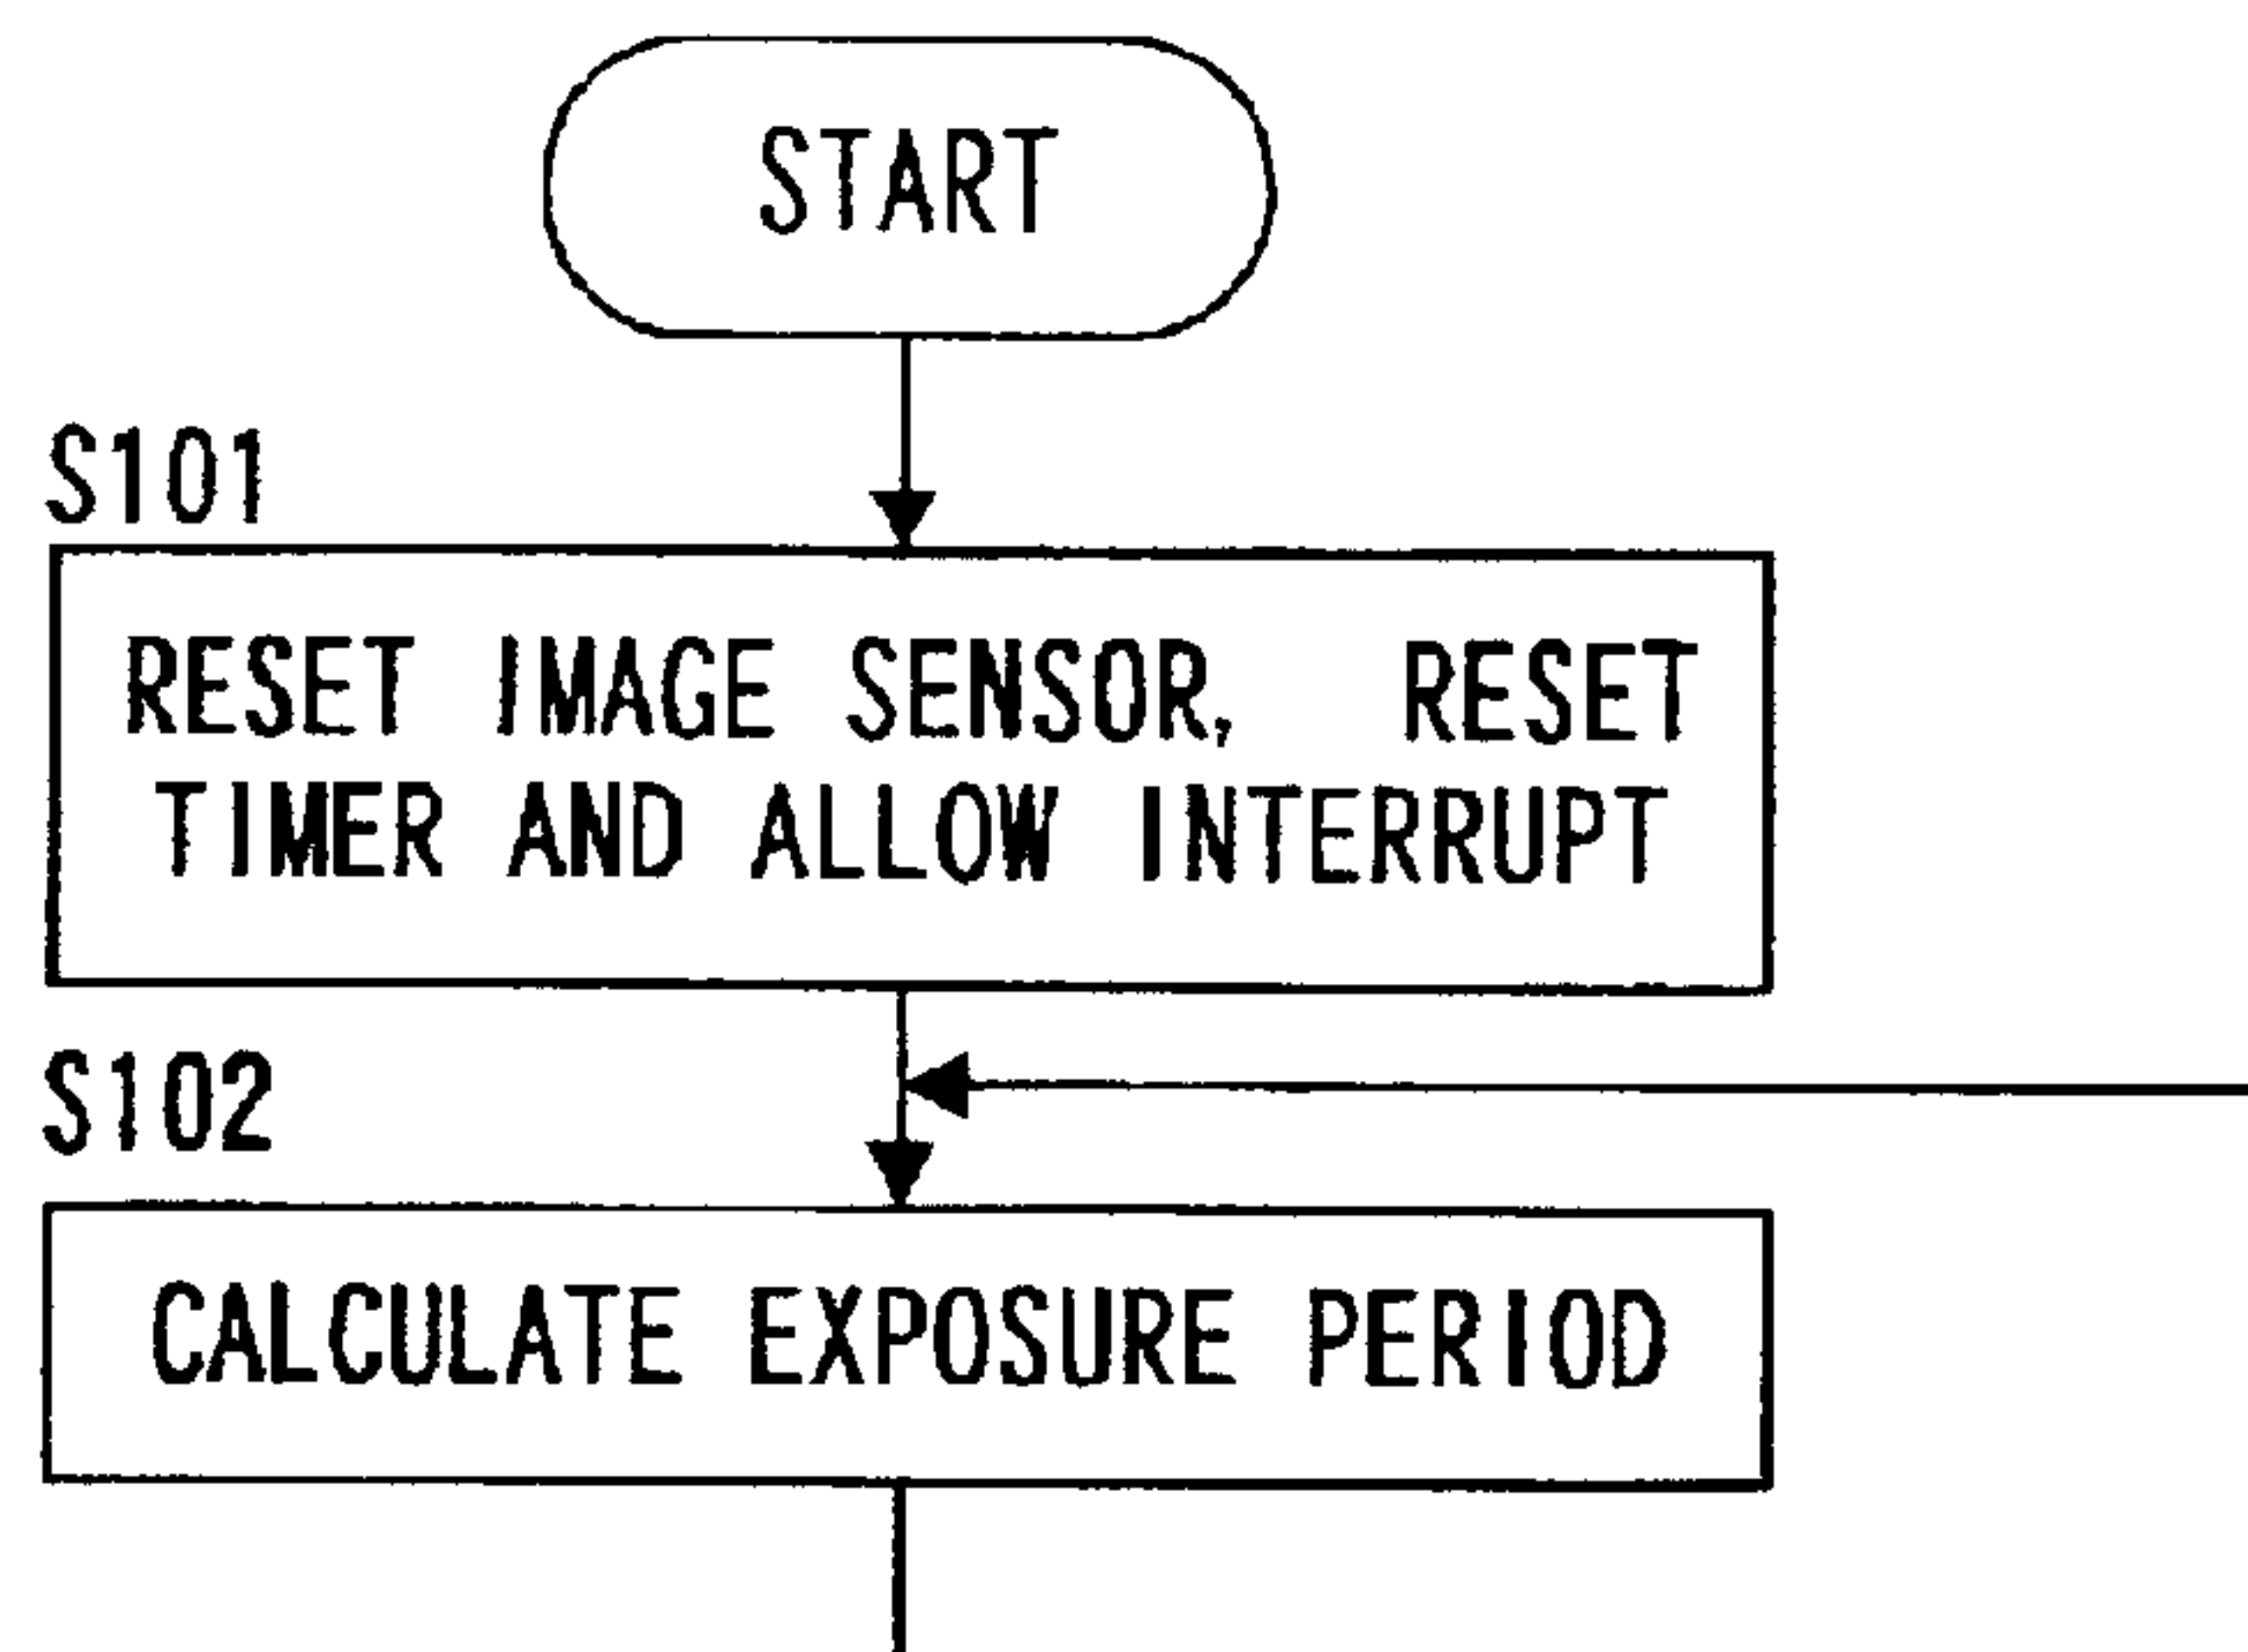 START
S101
RESET IMAGE SENSOR, RESET
TIMER AND ALLOW INTERRUPT
S102
CALCULATE EXPOSURE PERIOD